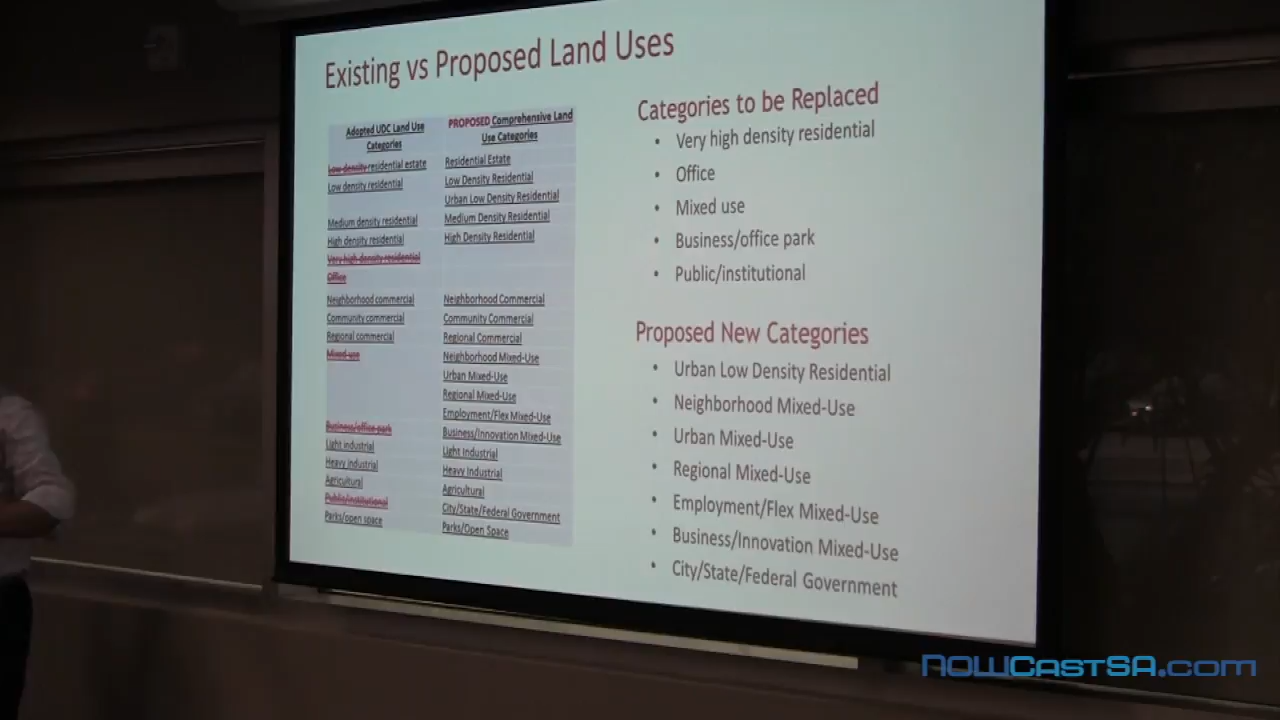 Existing vs Proposed Land Uses
Adopted UDC Land Use
Categories
Low density residential estate
Low density residential
Medium density residential
High density residential
Very high density residential
Office
Neighborhood commercial
Community commercial
Regional commercial
Mixed use
Business/office park
Light industrial
Heavy industrial
Agricultural
Public/institutional
Parks/open space
PROPOSED Comprehensive Land
Use Categories
Residential Estate
Low Density Residential
Urban Low Density Residential
Medium Density Residential
High Density Residential
Neighborhood Commercial
Community Commercial
Regional Commercial
Neighborhood Mixed-Use
Urban Mixed-Use
Regional Mixed-Use
Employment/Flex Mixed-Use
Business/Innovation Mixed-Use
Light Industrial
Heavy Industrial
Agricultural
City/State/Federal Government
Parks/Open Space
Categories to be Replaced
• Very high density residential
• Office
• Mixed use
• Business/office park
• Public/institutional
Proposed New Categories
• Urban Low Density Residential
• Neighborhood Mixed-Use
• Urban Mixed-Use
• Regional Mixed-Use
• Employment/Flex Mixed-Use
• Business/Innovation Mixed-Use
• City/State/Federal Government
NOWCastSA.com